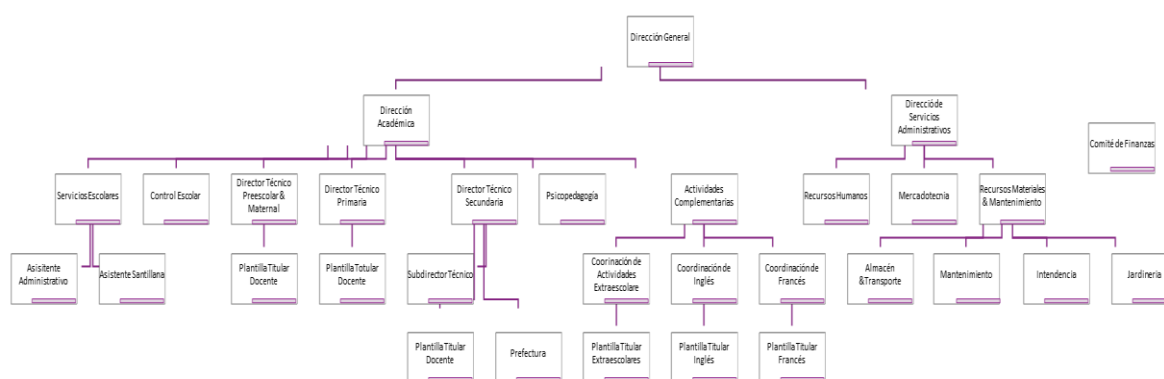 Dirección General
Dirección
Académica
Direcció de
Servicios
Administrativos
Comité de Finanzas
Servicios Escolares
Control Escolar
Director Técnico
Preescolar &
Maternal
Director Técnico
Primaria
Director Técnico
Secundaria
Psicopedagogía
Actividades
Complementarias
Recursos Humanos
Mercadotecnia
Recursos Materiales
& Mantenimiento
Asisitente
Administrativo
Asistente Santillana
Plantilla Titular
Docente
Plantilla Totular
Docente
Subdirector Técnico
Coorinación de
Actividades
Extraescolare
Coordinación de
Inglés
Coordinación de
Francés
Almacén
&Transporte
Mantenimiento
Intendencia
Jardineria
Plantilla Titular
Docente
Prefectura
Plantilla Titular
Extraescolares
Plantilla Titular
Inglés
Plantilla Titular
Francés